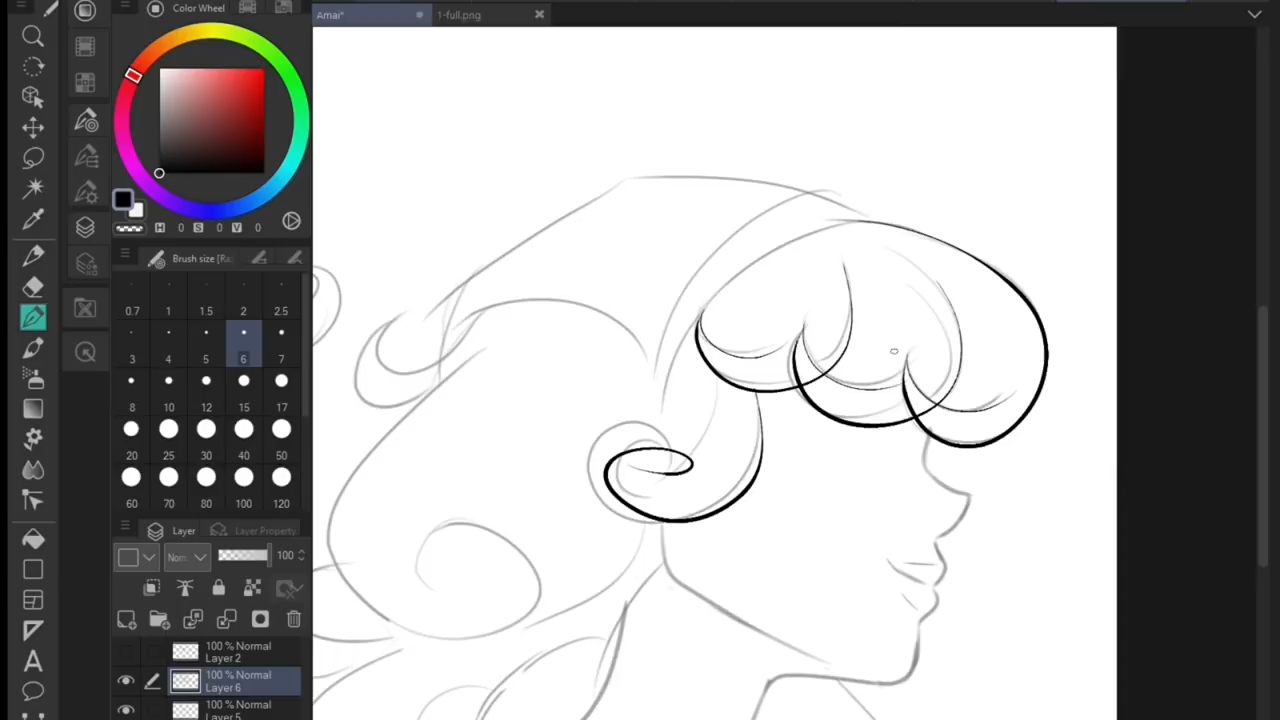 Color Wheel
Amai*
1-full.png
H 0 S 0 V 0
Brush size [Ra
0.7 1 1.5 2 2.5
3 4 5 6 7
8 10 12 15 17
20 25 30 40 50
60 70 80 100 120
Layer Layer Property
Norn 100
100 % Normal
Layer 2
100 % Normal
Layer 6
100 % Normal
Layer 5
A